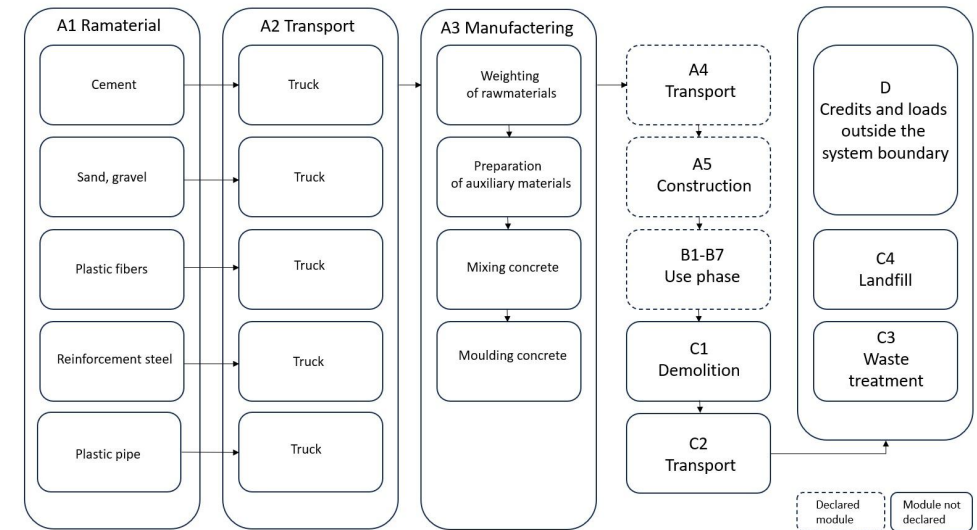 A1 Ramaterial
Cement
Sand, gravel
Plastic fibers
Reinforcement steel
Plastic pipe
A2 Transport
Truck
Truck
Truck
Truck
Truck
A3 Manufactering
Weighting
of rawmaterials
Preparation
of auxiliary materials
Mixing concrete
Moulding concrete
A4
Transport
A5
Construction
B1-B7
Use phase
C1
Demolition
C2
Transport
D
Credits and loads
outside the
system boundary
C4
Landfill
C3
Waste
treatment
Declared
module
Module not
declared